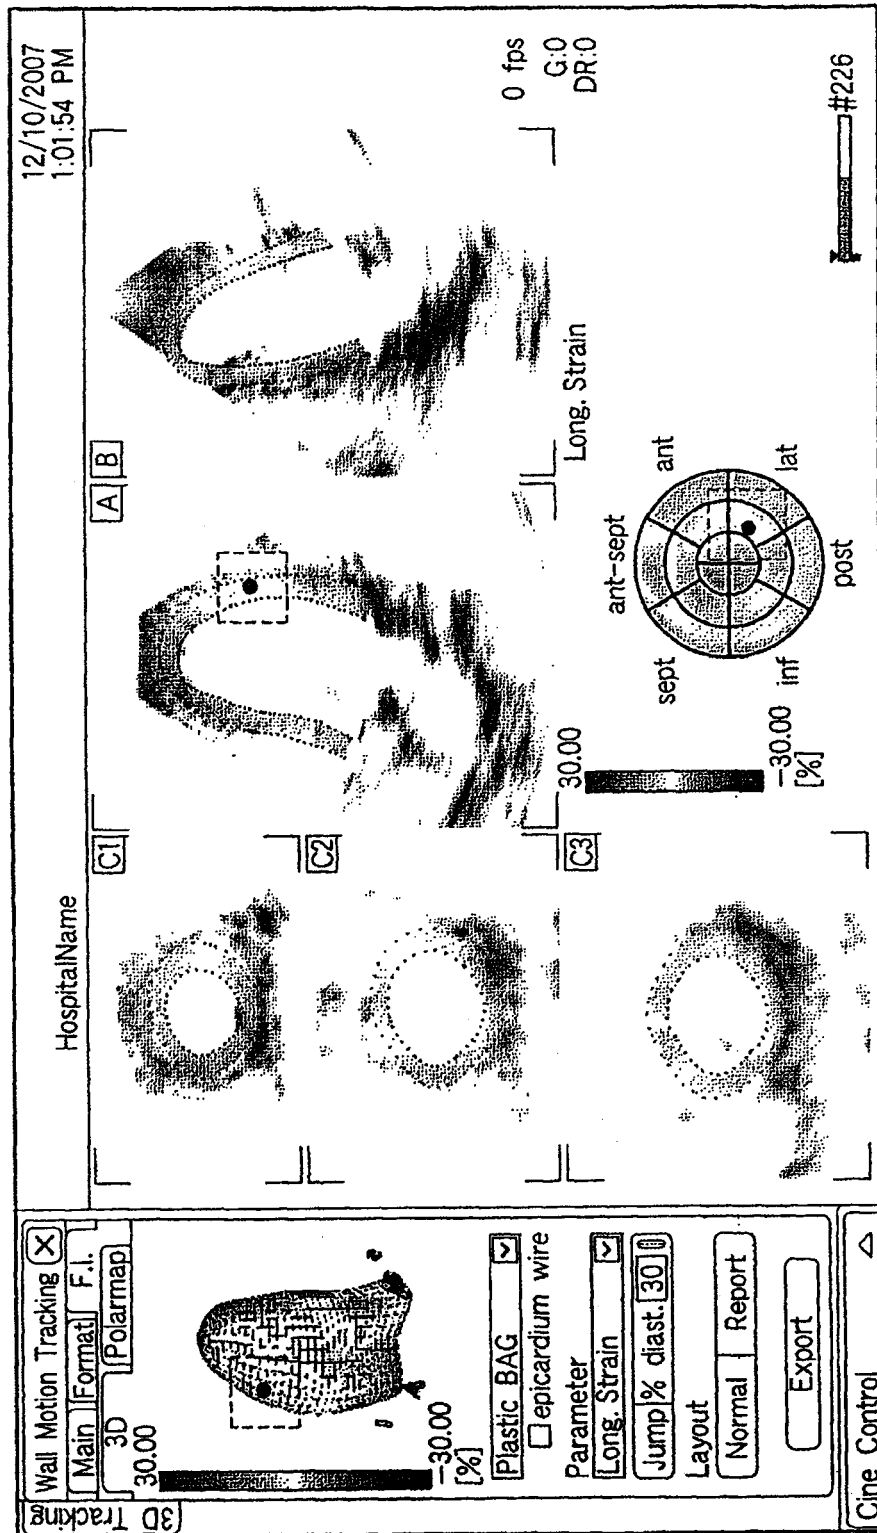 HospitalName
12/10/2007
1:01:54 PM
3D Tracking
Wall Motion Tracking X
Main Format F.I.
3D Polarmap
30.00
-30.00
[%]
Plastic BAG
epicardium wire
Parameter
Long. Strain
Jump % diast. 30
Layout
Normal Report
Export
Cine Control
C1
C2
C3
A
B
0 fps
G:0
DR:0
Long. Strain
30.00
-30.00
[%]
ant-sept
sept
ant
inf
lat
post
#226